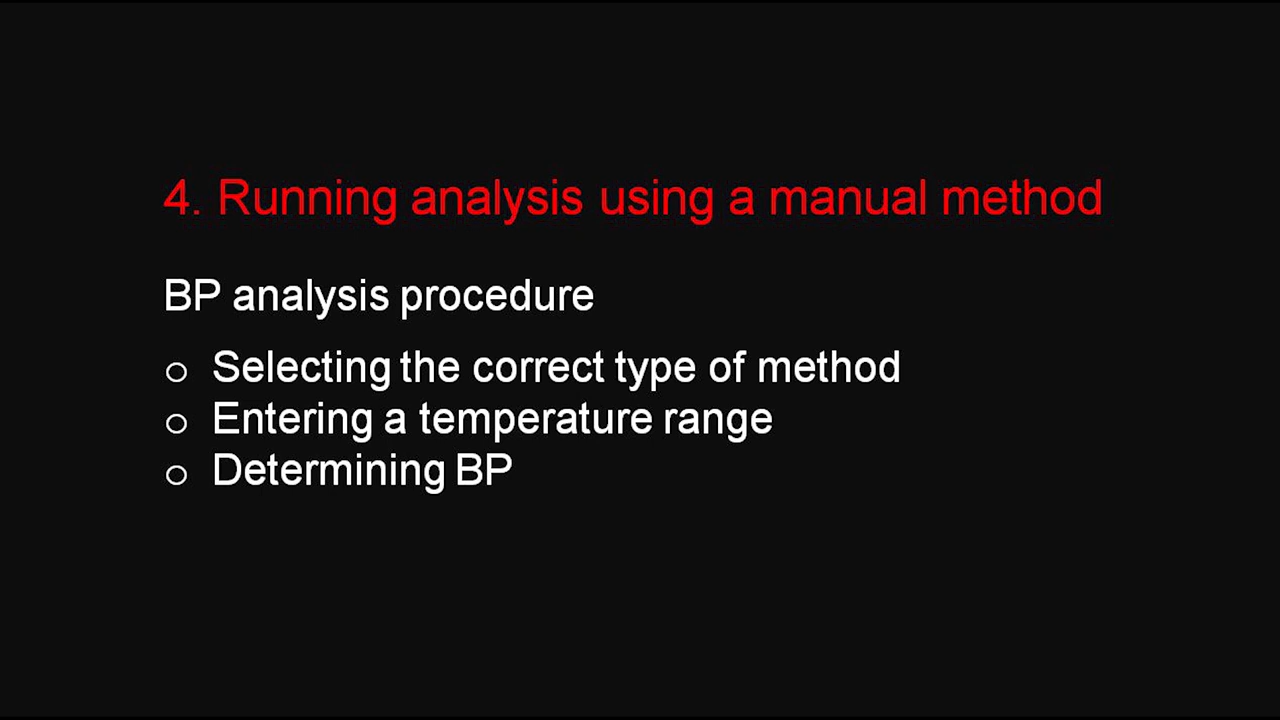 4. Running analysis using a manual method
BP analysis procedure
o Selecting the correct type of method
o Entering a temperature range
o Determining BP